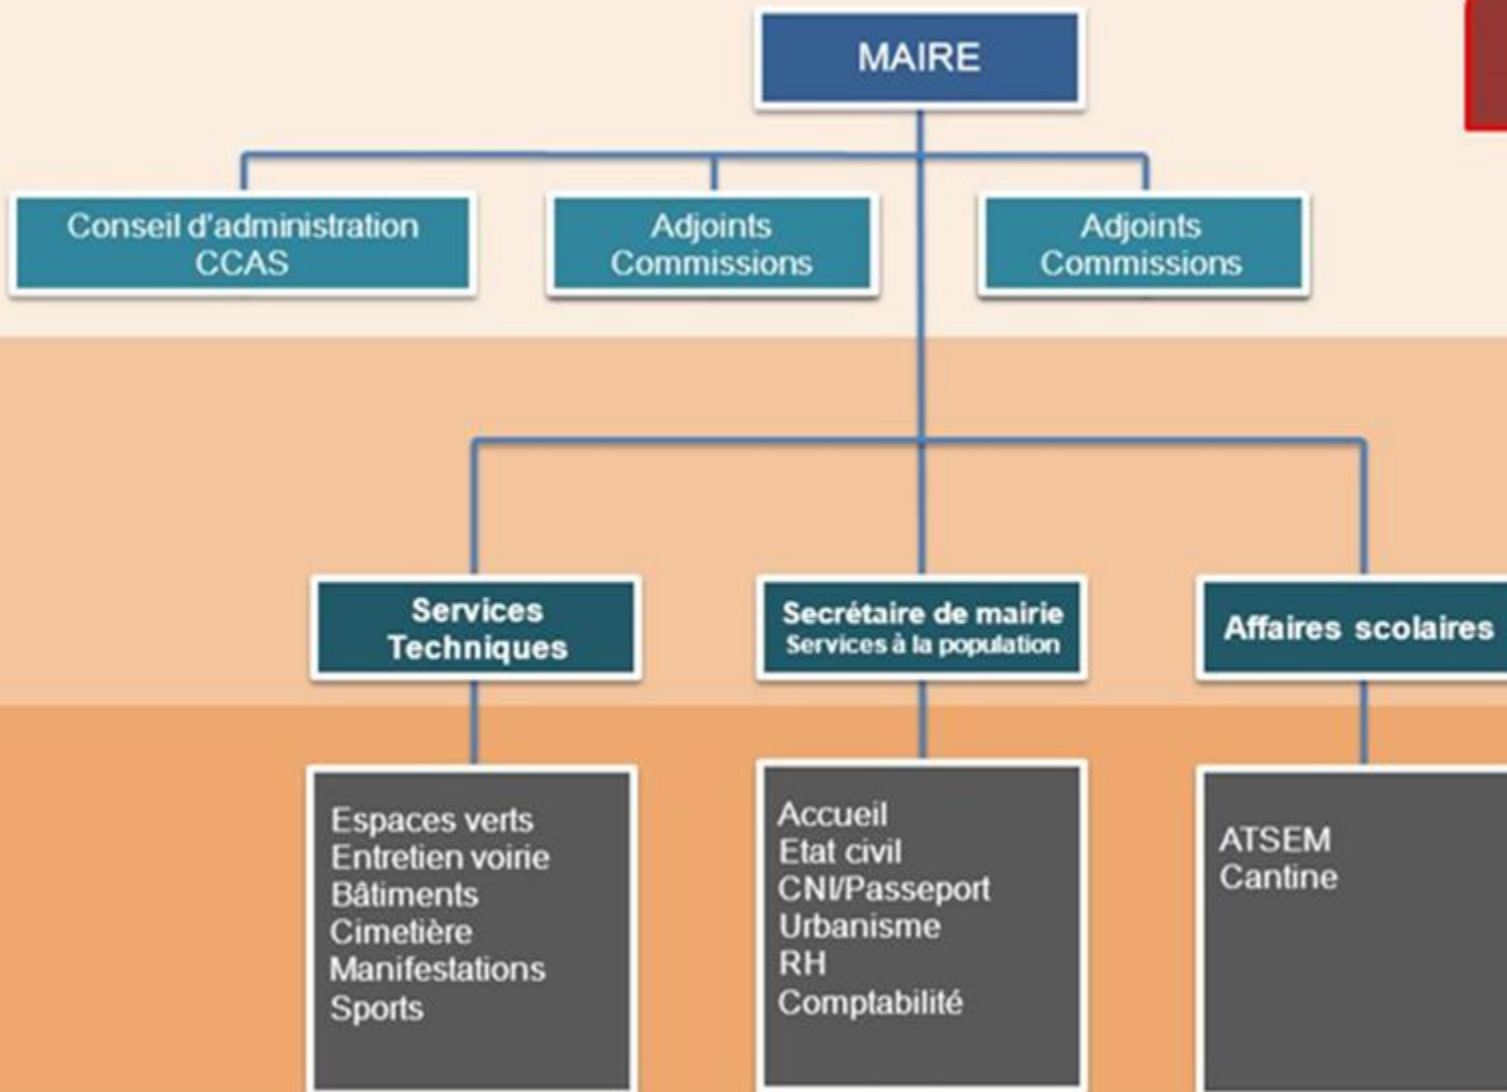 MAIRE
Conseil d'administration
CCAS
Adjoints
Commissions
Adjoints
Commissions
Services
Techniques
Secrétaire de mairie
Services à la population
Affaires scolaires
Espaces verts
Entretien voirie
Bâtiments
Cimetière
Manifestations
Sports
Accueil
Etat civil
CNI/Passeport
Urbanisme
RH
Comptabilité
ATSEM
Cantine